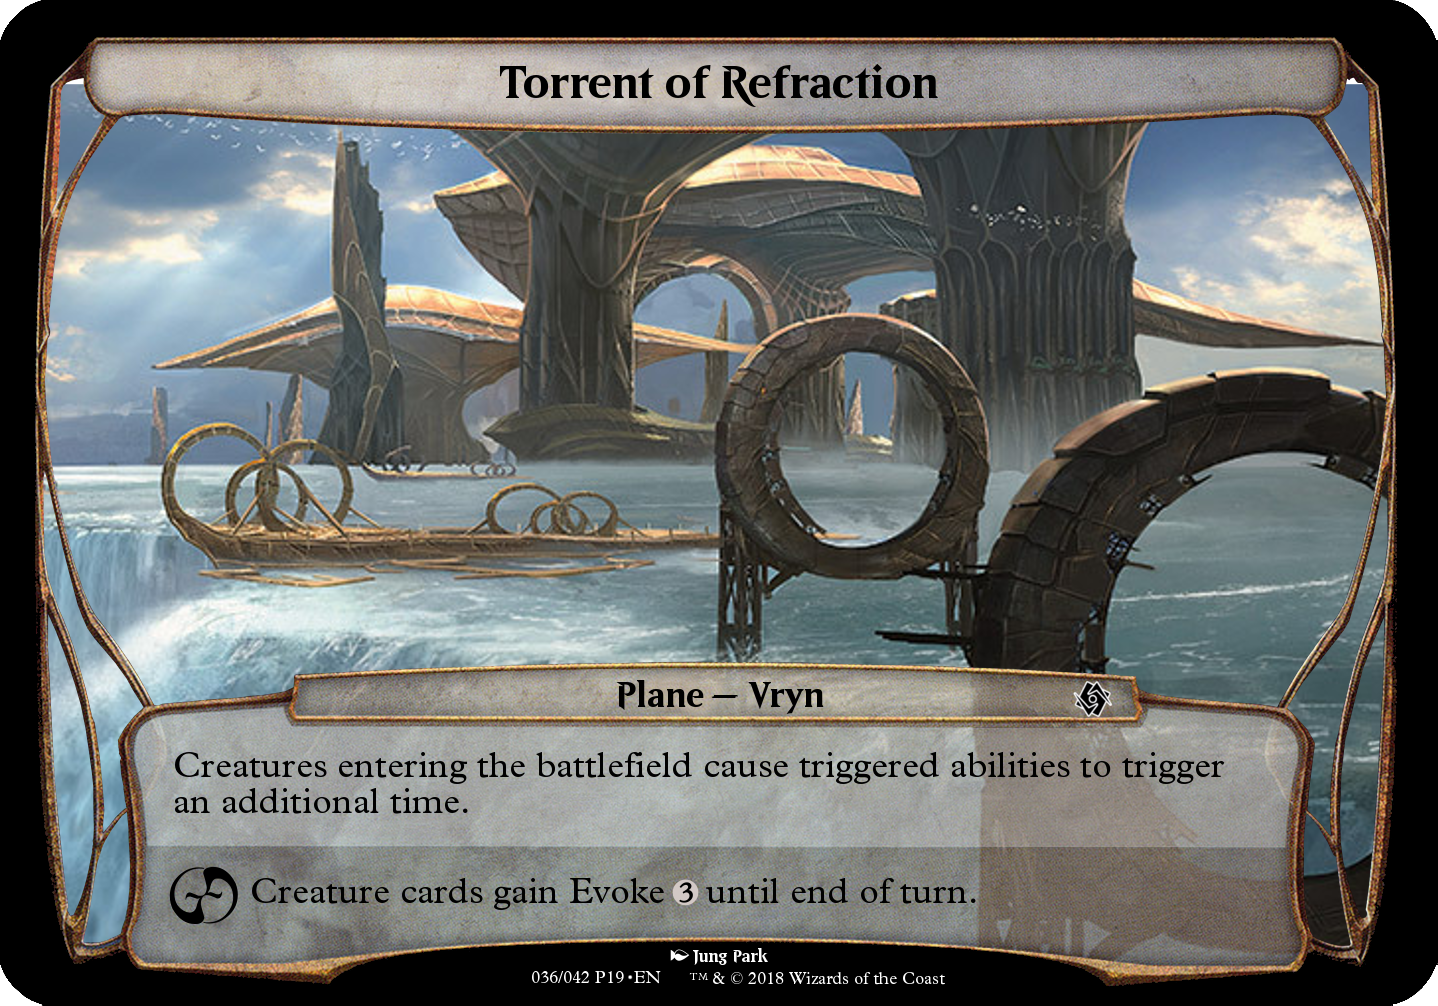 Torrent of Refraction
Plane — Vryn
Creatures entering the battlefield cause triggered abilities to trigger
an additional time.
Creature cards gain Evoke 3 until end of turn.
Jung Park
036/042 P19•EN ™ & © 2018 Wizards of the Coast